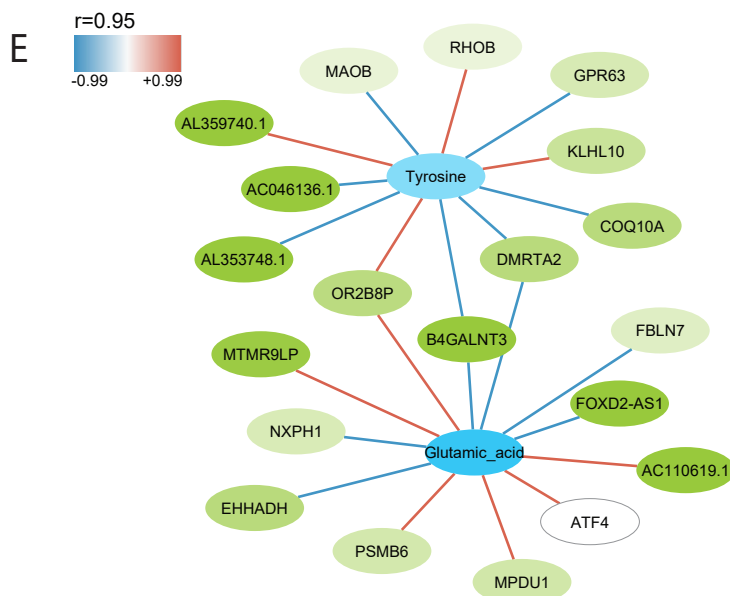 E
r=0.95
-0.99
+0.99
RHOB
MAOB
GPR63
AL359740.1
KLHL10
Tyrosine
AC046136.1
COQ10A
AL353748.1
DMRTA2
OR2B8P
FBLN7
B4GALNT3
MTMR9LP
FOXD2-AS1
NXPH1
Glutamic_acid
AC110619.1
EHHADH
ATF4
PSMB6
MPDU1